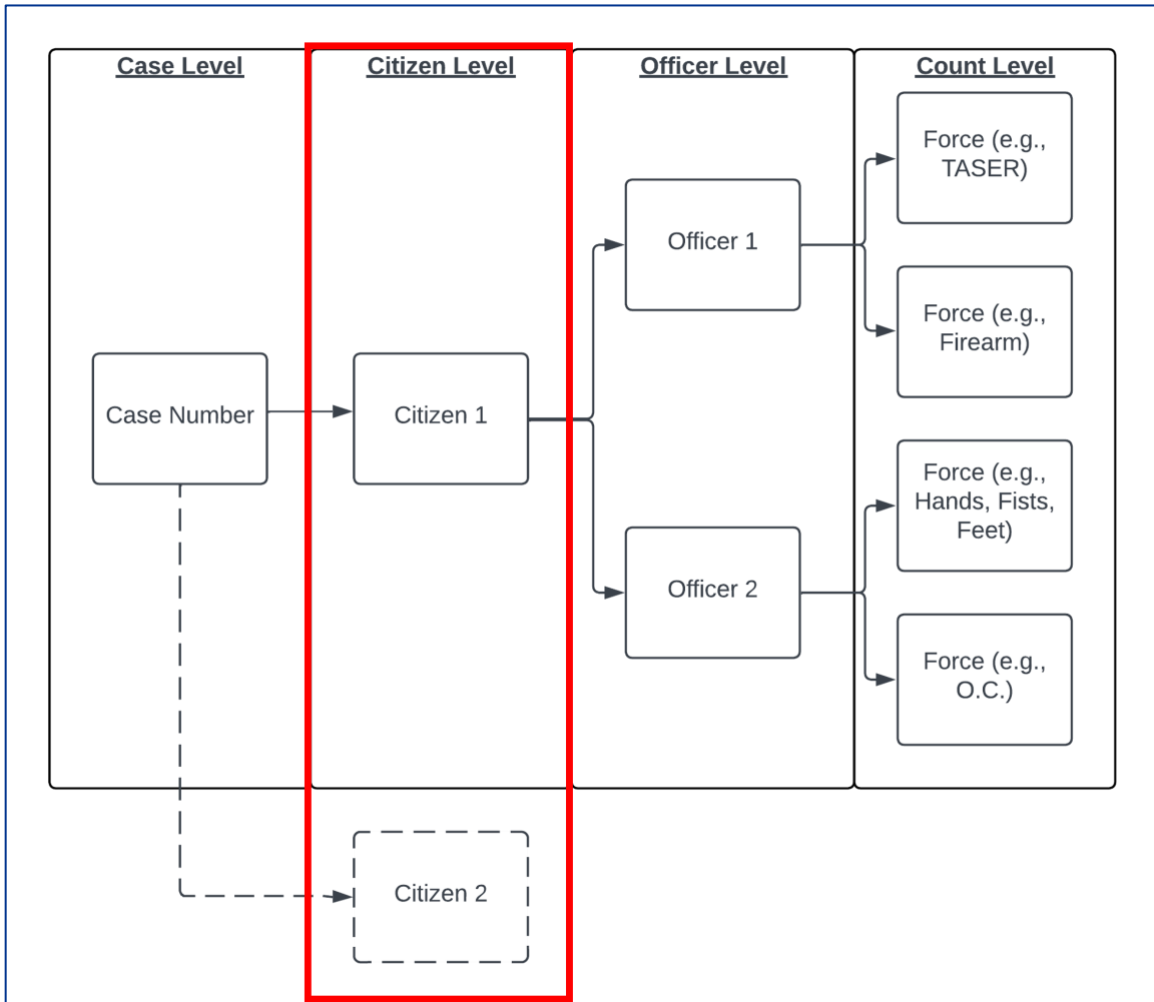 Case Level
Citizen Level
Officer Level
Count Level
Case Number
Citizen 1
Officer 1
Officer 2
Force (e.g.,
TASER)
Force (e.g.,
Firearm)
Force (e.g.,
Hands, Fists,
Feet)
Force (e.g.,
O.C.)
Citizen 2